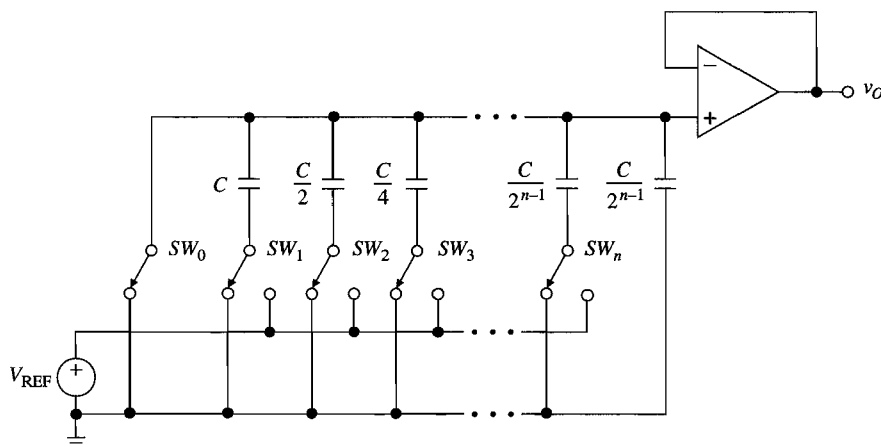 −
+
v_O
C
C/2
C/4
C/2^{n−1}
C/2^{n−1}
SW_0
SW_1
SW_2
SW_3
SW_n
V_REF
+